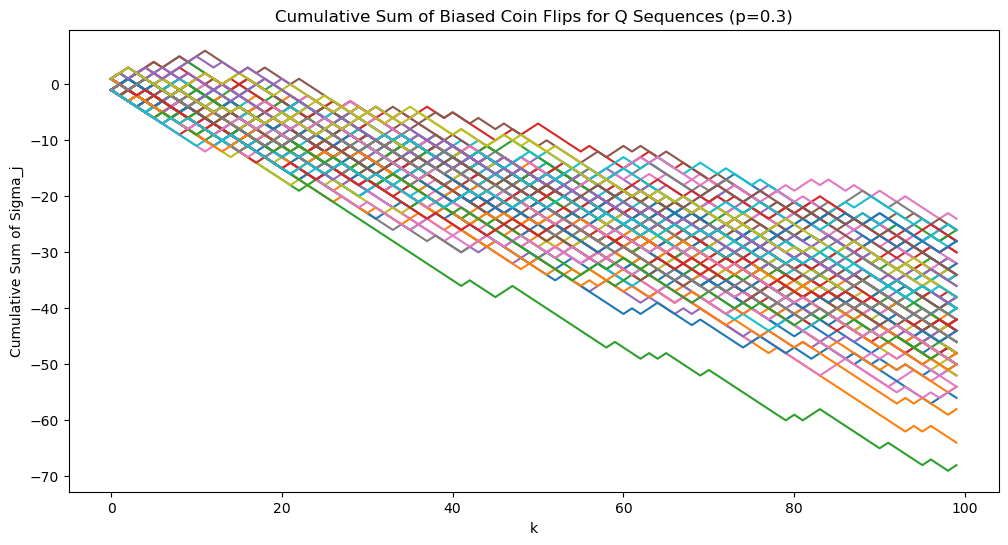 Cumulative Sum of Biased Coin Flips for Q Sequences (p=0.3)
Cumulative Sum of Sigma_j
0
−10
−20
−30
−40
−50
−60
−70
0 20 40 60 80 100
k